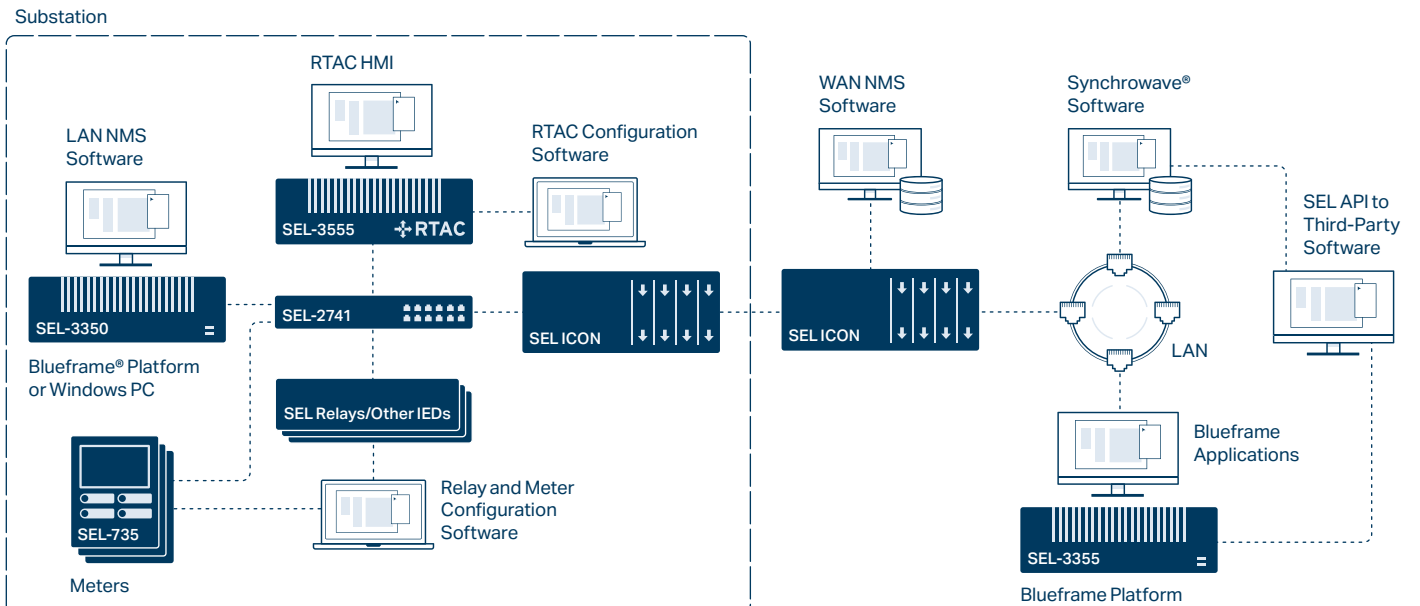 Substation
RTAC HMI
LAN NMS
Software
RTAC Configuration
Software
SEL-3555
RTAC
SEL-3350
SEL-2741
SEL ICON
Blueframe® Platform
or Windows PC
SEL Relays/Other IEDs
SEL-735
Meters
Relay and Meter
Configuration
Software
WAN NMS
Software
Synchrowave®
Software
SEL API to
Third-Party
Software
SEL ICON
LAN
Blueframe
Applications
SEL-3355
Blueframe Platform